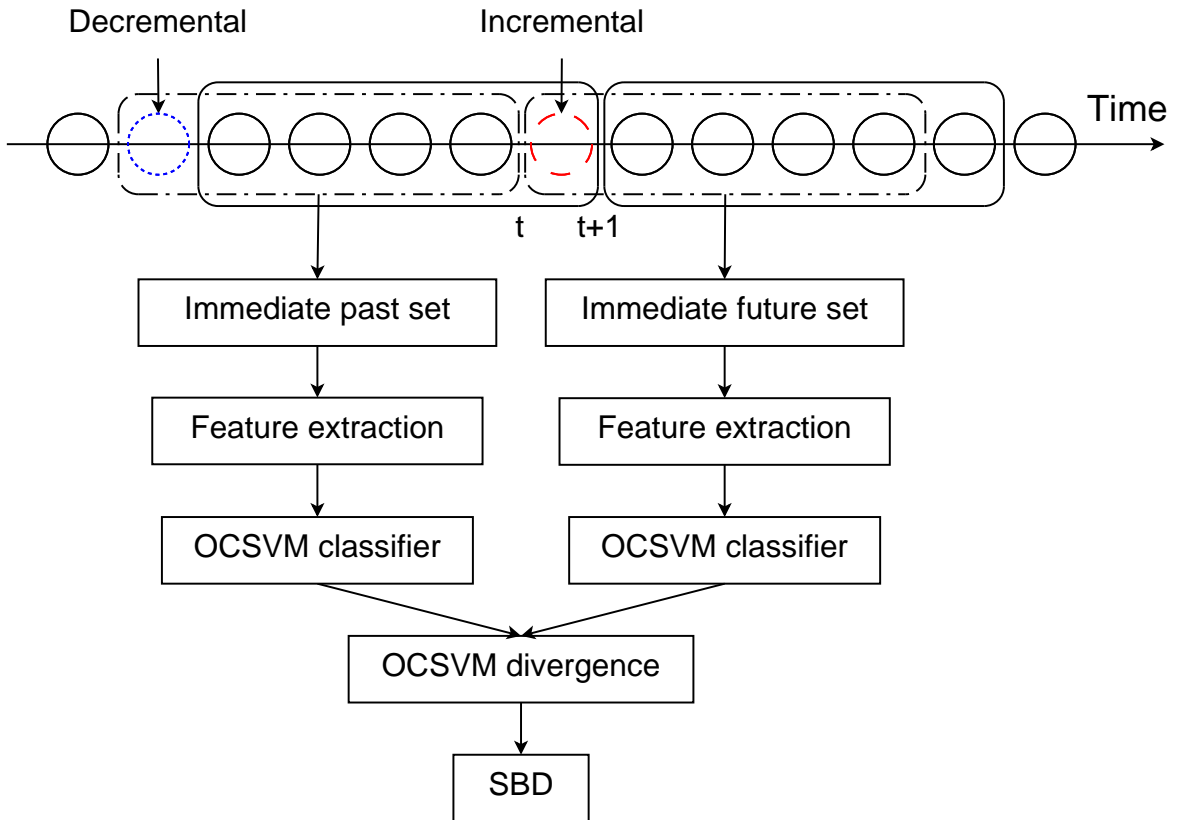 Decremental
Incremental
Time
t
t+1
Immediate past set
Immediate future set
Feature extraction
Feature extraction
OCSVM classifier
OCSVM classifier
OCSVM divergence
SBD